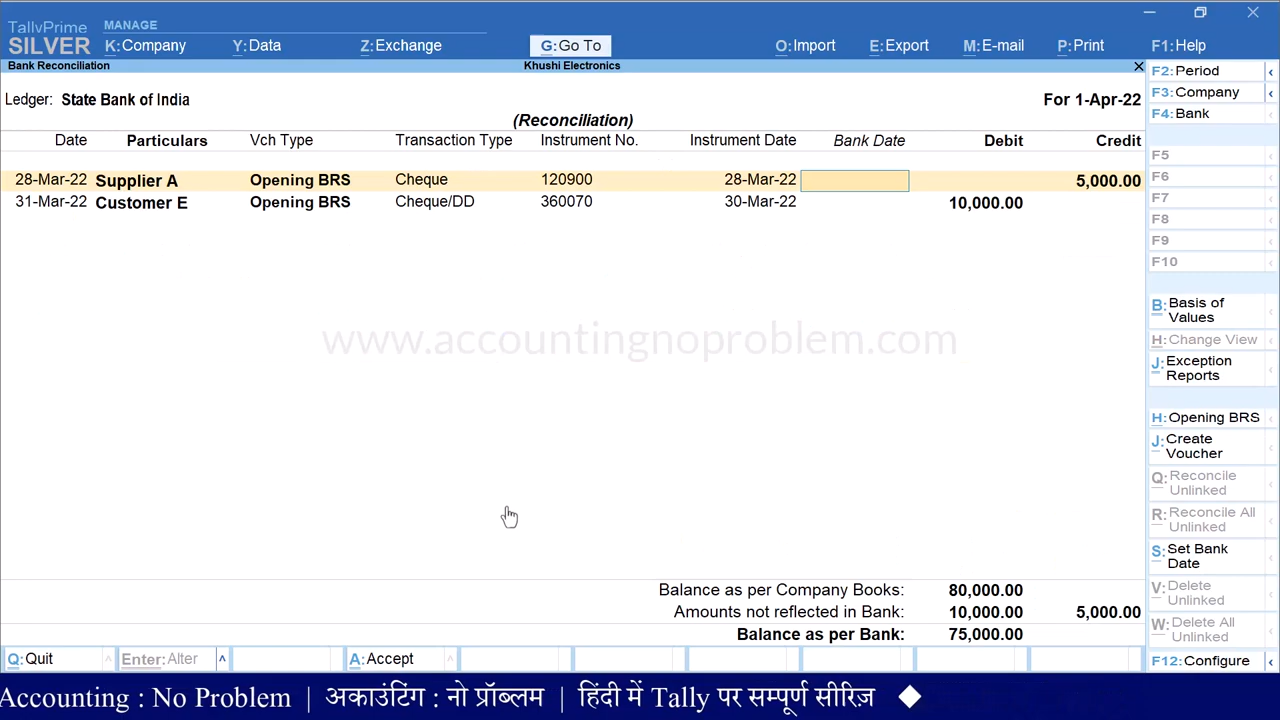 TallyPrime
SILVER
MANAGE
K:Company Y:Data Z:Exchange G:Go To O:Import E:Export M:E-mail P:Print F1:Help
Bank Reconciliation Khushi Electronics
Ledger: State Bank of India For 1-Apr-22
(Reconciliation)
Date Particulars Vch Type Transaction Type Instrument No. Instrument Date Bank Date Debit Credit
28-Mar-22 Supplier A Opening BRS Cheque 120900 28-Mar-22 5,000.00
31-Mar-22 Customer E Opening BRS Cheque/DD 360070 30-Mar-22 10,000.00
www.accountingnoproblem.com
Balance as per Company Books: 80,000.00
Amounts not reflected in Bank: 10,000.00 5,000.00
Balance as per Bank: 75,000.00
F2:Period
F3:Company
F4:Bank
F5
F6
F7
F8
F9
F10
B:Basis of
Values
H:Change View
J:Exception
Reports
H:Opening BRS
J:Create
Voucher
Q:Reconcile
Unlinked
R:Reconcile All
Unlinked
S:Set Bank
Date
V:Delete
Unlinked
W:Delete All
Unlinked
F12:Configure
Q:Quit Enter:Alter A:Accept
Accounting : No Problem | अकाउंटिंग : नो प्रॉब्लम | हिंदी में Tally पर सम्पूर्ण सीरिज़